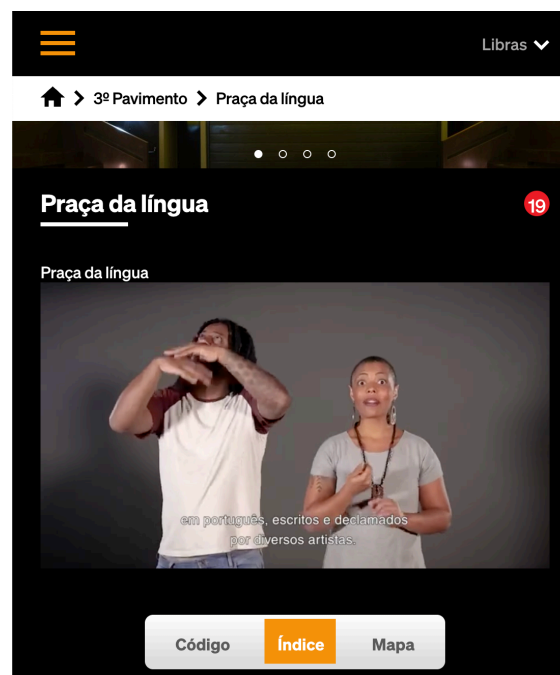 Libras
3º Pavimento Praça da língua
Praça da língua
19
Praça da língua
em português, escritos e declamados
por diversos artistas.
Código Índice Mapa